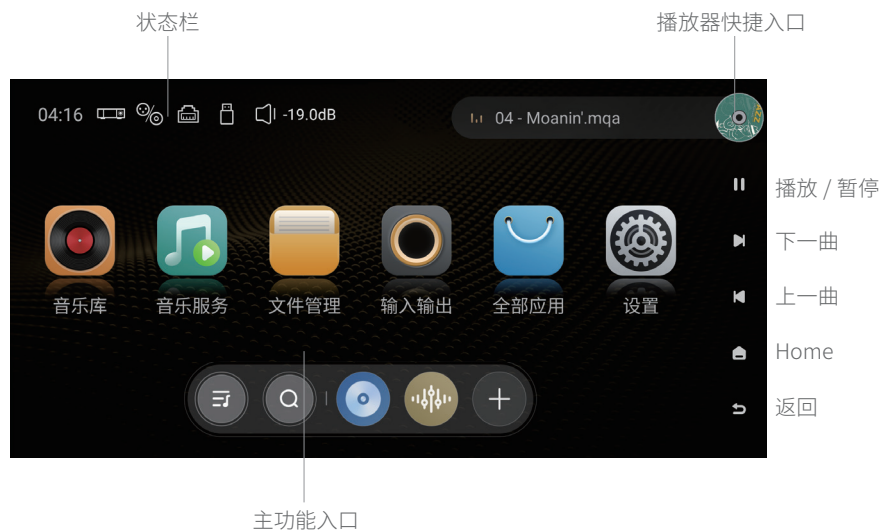 状态栏
播放器快捷入口
04:16 -19.0dB 04 - Moanin'.mqa
播放 / 暂停
下一曲
上一曲
Home
返回
音乐库 音乐服务 文件管理 输入输出 全部应用 设置
主功能入口